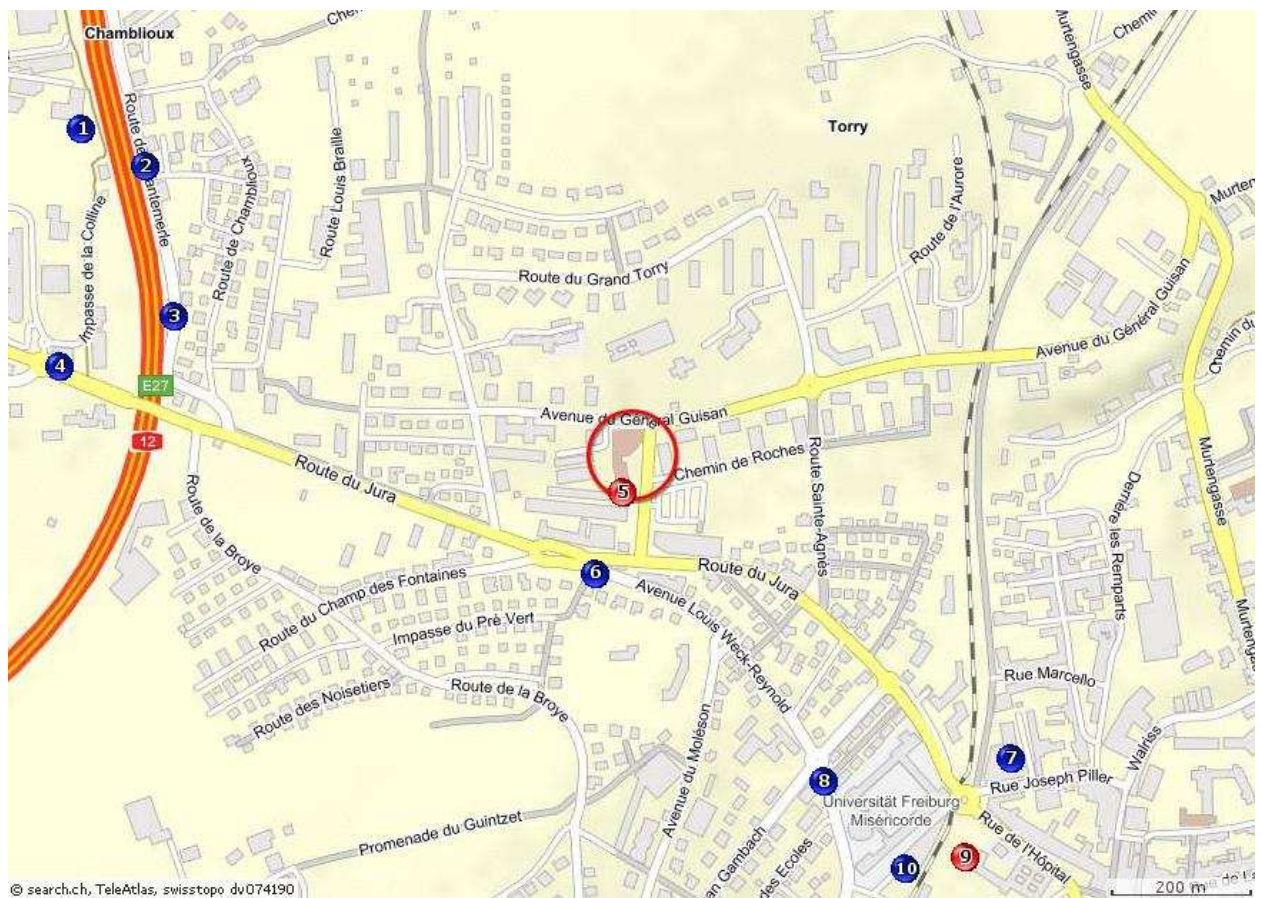 Chamblioux
Murtengasse
1
2
Route Louis Braille
Torry
Route de Chamblioux
Impasse de la Colline
Route de l'Aurore
Route du Grand Torry
3
4
E27
12
Avenue du Général Guisan
Avenue du Général Guisan
Chemin du
Chemin de Roches
Route du Jura
5
Route Sainte-Agnès
Derrière les Remparts
Murtengasse
Route de la Broye
6
Route du Jura
Route du Champ des Fontaines
Avenue Louis Weck-Reynold
Impasse du Pré Vert
Route des Noisetiers
Route de la Broye
Rue Marcello
Avenue du Moléson
Walriss
7
8
Rue Joseph Piller
Universität Freiburg
Miséricorde
Promenade du Guintzet
Rue de l'Hôpital
9
10
© search.ch, TeleAtlas, swisstopo dv074190
200 m